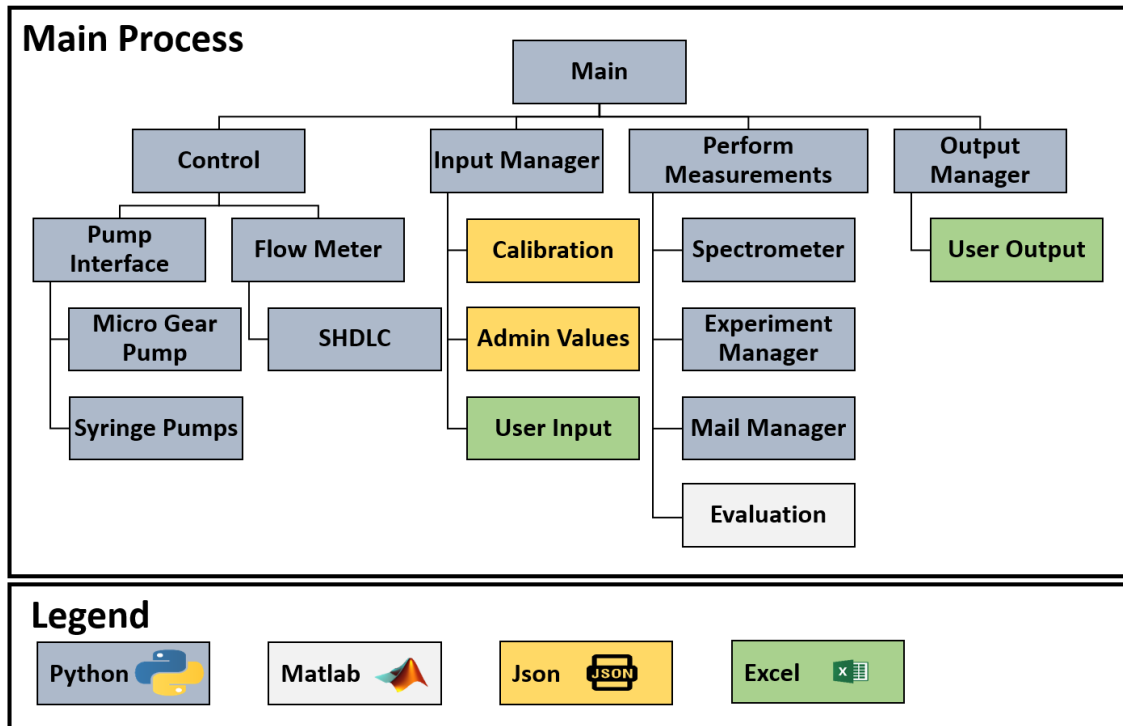 Main Process
Main
Control
Input Manager
Perform
Measurements
Output
Manager
Pump
Interface
Flow Meter
Calibration
Spectrometer
User Output
Micro Gear
Pump
SHDLC
Admin Values
Experiment
Manager
Syringe Pumps
User Input
Mail Manager
Evaluation
Legend
Python
Matlab
Json
JSON
Excel
X